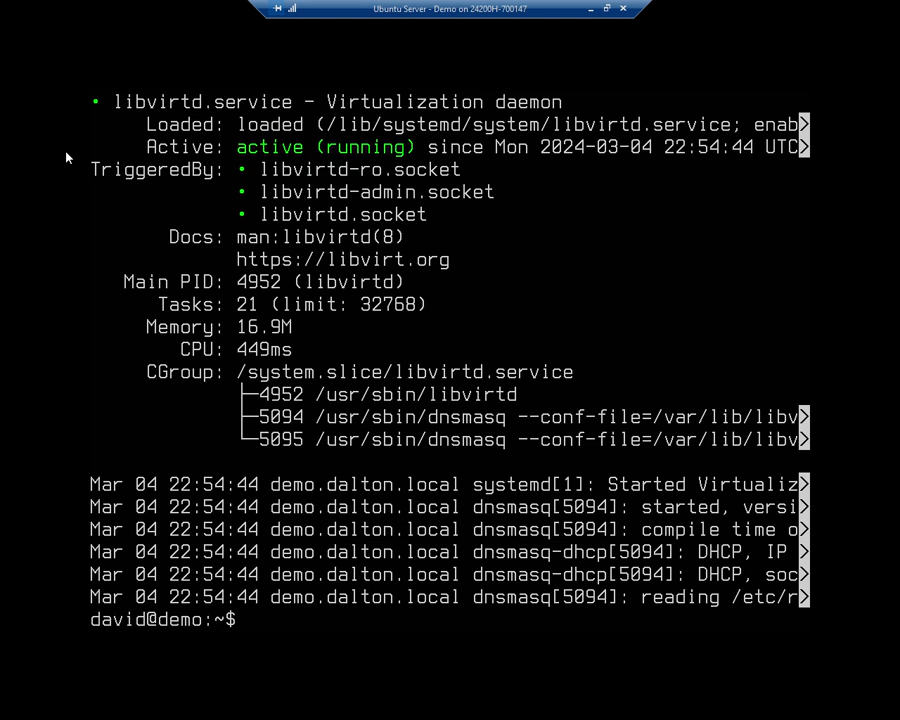 Ubuntu Server - Demo on 24200H-700147
• libvirtd.service - Virtualization daemon
Loaded: loaded (/lib/systemd/system/libvirtd.service; enab>
Active: active (running) since Mon 2024-03-04 22:54:44 UTC>
TriggeredBy: • libvirtd-ro.socket
• libvirtd-admin.socket
• libvirtd.socket
Docs: man:libvirtd(8)
https://libvirt.org
Main PID: 4952 (libvirtd)
Tasks: 21 (limit: 32768)
Memory: 16.9M
CPU: 449ms
CGroup: /system.slice/libvirtd.service
├─4952 /usr/sbin/libvirtd
├─5094 /usr/sbin/dnsmasq --conf-file=/var/lib/libv>
└─5095 /usr/sbin/dnsmasq --conf-file=/var/lib/libv>
Mar 04 22:54:44 demo.dalton.local systemd[1]: Started Virtualiz>
Mar 04 22:54:44 demo.dalton.local dnsmasq[5094]: started, versi>
Mar 04 22:54:44 demo.dalton.local dnsmasq[5094]: compile time o>
Mar 04 22:54:44 demo.dalton.local dnsmasq-dhcp[5094]: DHCP, IP >
Mar 04 22:54:44 demo.dalton.local dnsmasq-dhcp[5094]: DHCP, soc>
Mar 04 22:54:44 demo.dalton.local dnsmasq[5094]: reading /etc/r>
david@demo:~$